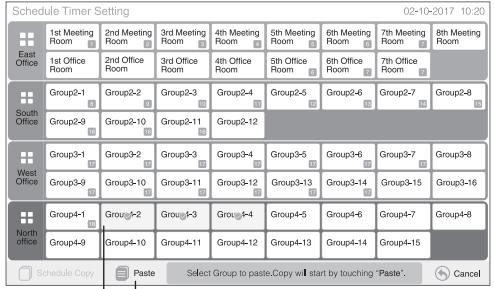 Schedule Timer Setting 02-10-2017 10:20
East Office
1st Meeting Room 2nd Meeting Room 3rd Meeting Room 4th Meeting Room 5th Meeting Room 6th Meeting Room 7th Meeting Room 8th Meeting Room
1st Office Room 2nd Office Room 3rd Office Room 4th Office Room 5th Office Room 6th Office Room 7th Office Room
South Office
Group2-1 Group2-2 Group2-3 Group2-4 Group2-5 Group2-6 Group2-7 Group2-8
Group2-9 Group2-10 Group2-11 Group2-12
West Office
Group3-1 Group3-2 Group3-3 Group3-4 Group3-5 Group3-6 Group3-7 Group3-8
Group3-9 Group3-10 Group3-11 Group3-12 Group3-13 Group3-14 Group3-15 Group3-16
North office
Group4-1 Group4-2 Group4-3 Group4-4 Group4-5 Group4-6 Group4-7 Group4-8
Group4-9 Group4-10 Group4-11 Group4-12 Group4-13 Group4-14 Group4-15
Schedule Copy Paste Select Group to paste.Copy will start by touching "Paste". Cancel